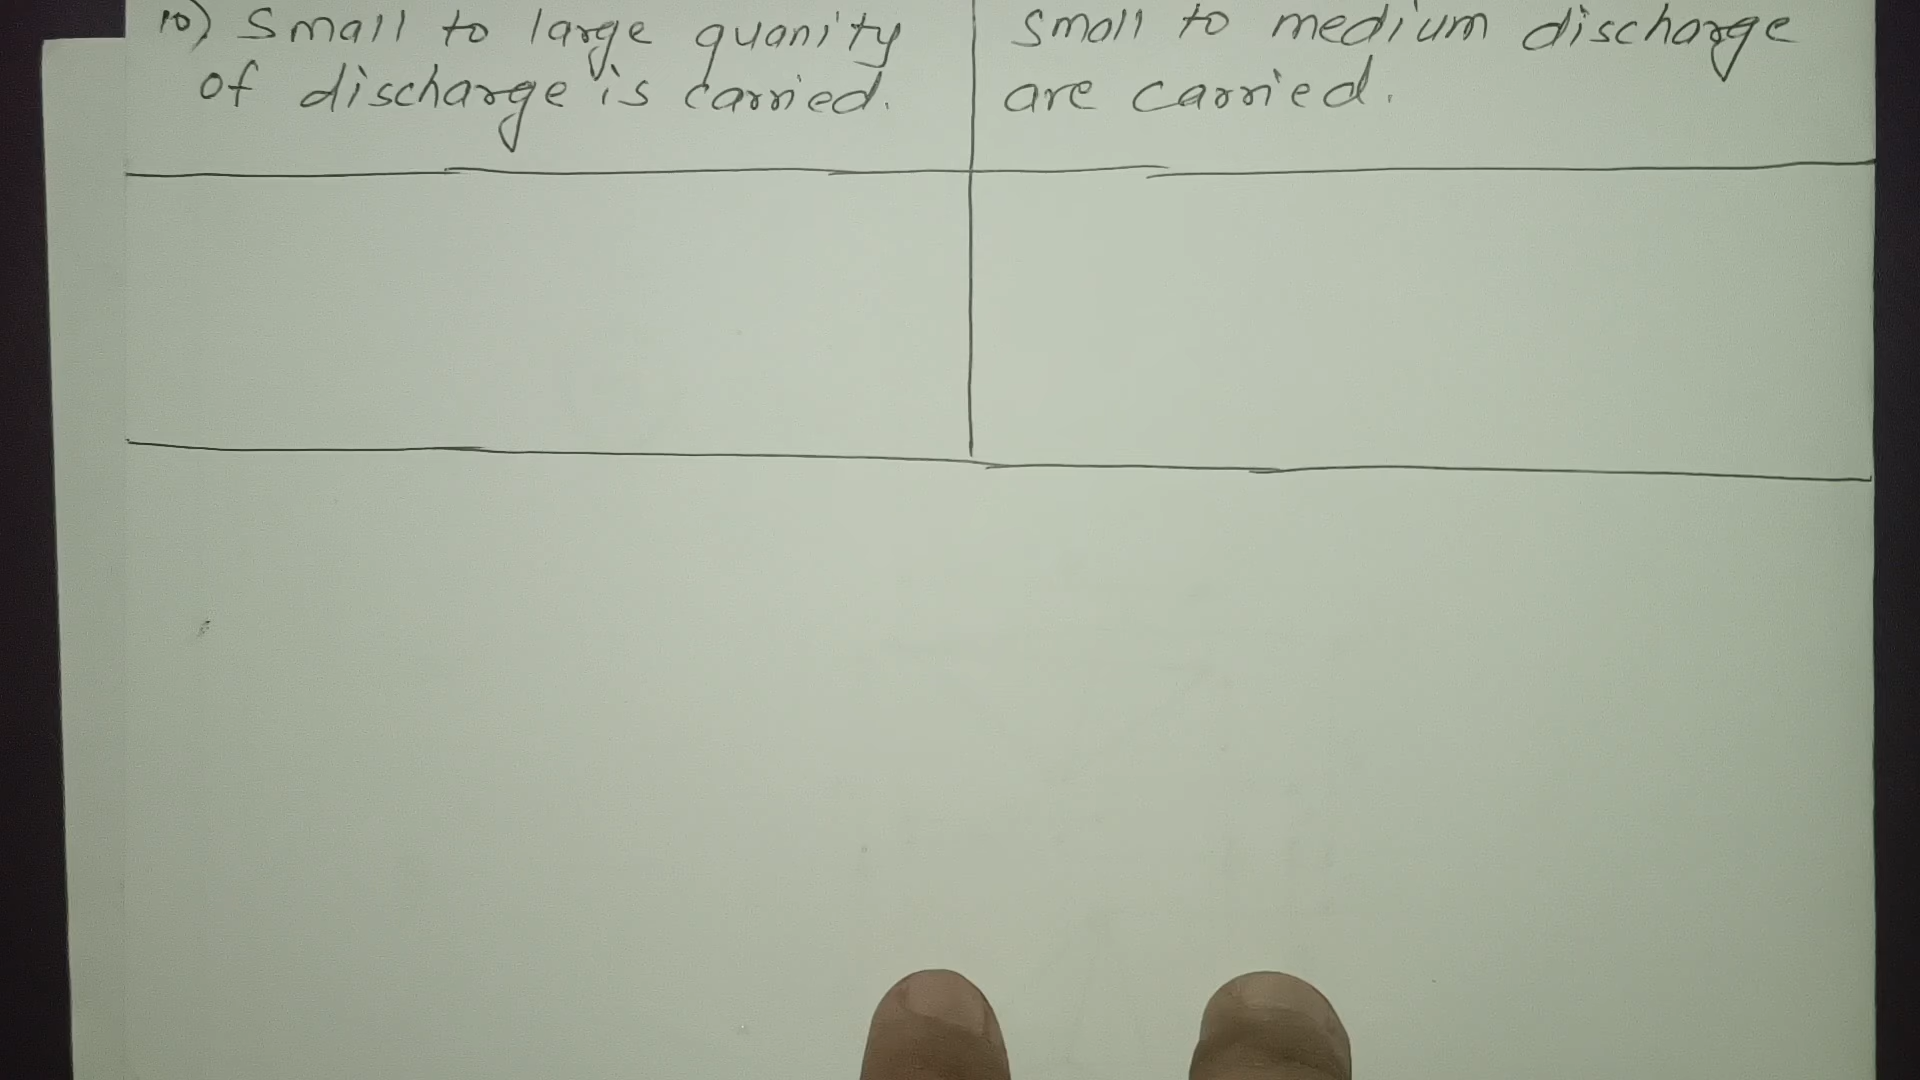 10) Small to large quanity
of discharge is carried.
Small to medium discharge
are carried.